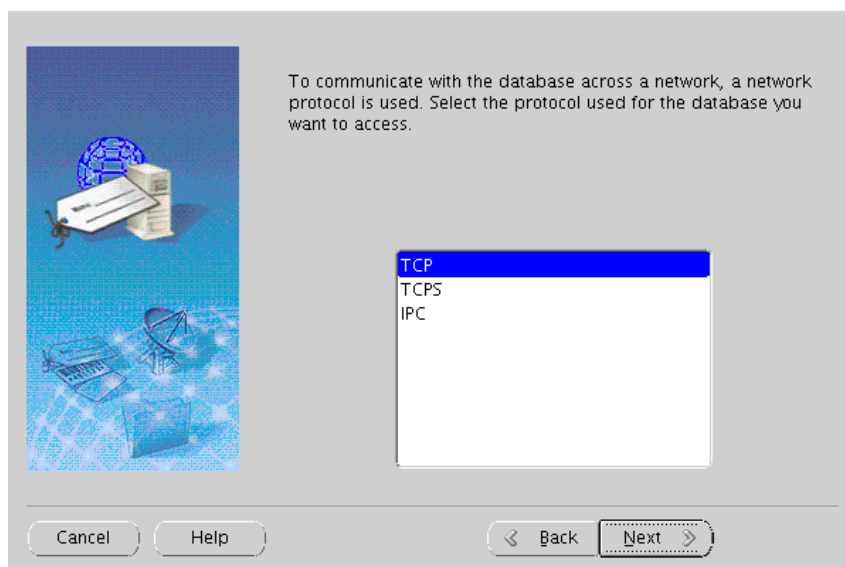 To communicate with the database across a network, a network
protocol is used. Select the protocol used for the database you
want to access.
TCP
TCPS
IPC
Cancel
Help
Back
Next